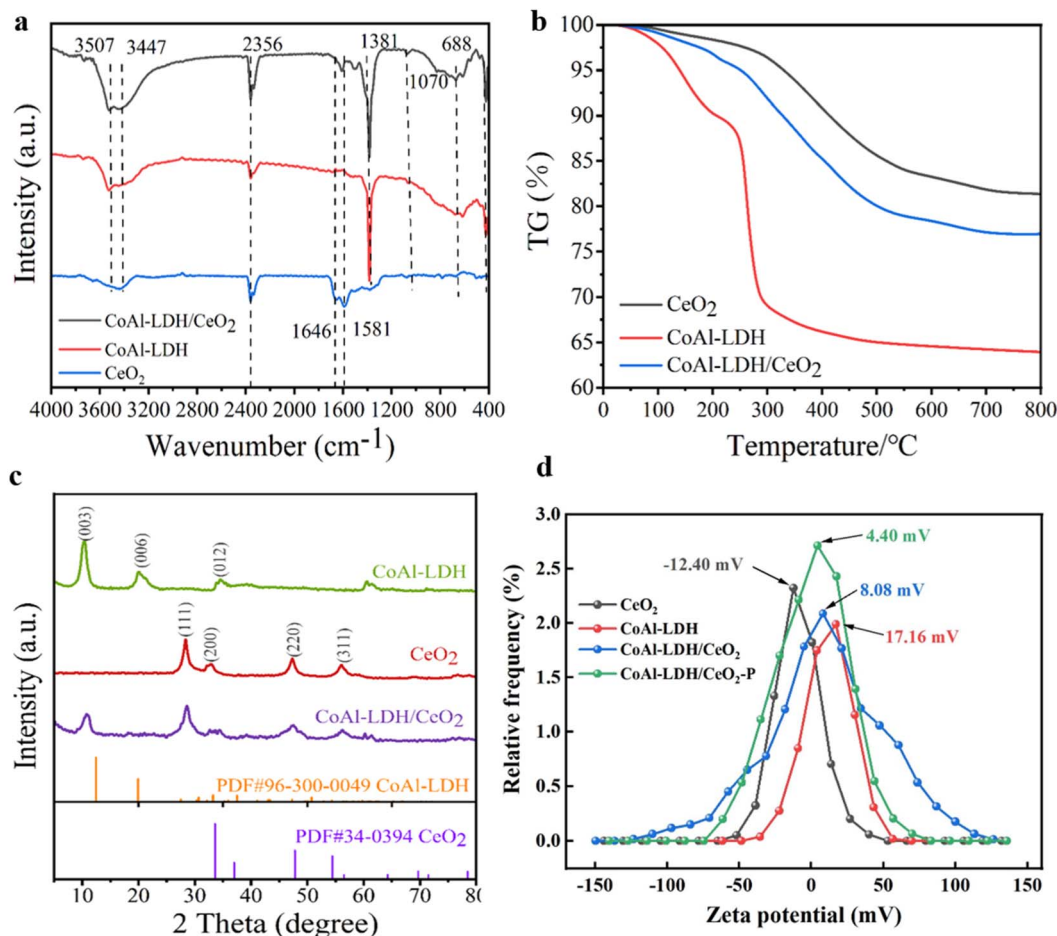 a
3507
3447
2356
1381
688
1070
1646
1581
CoAl-LDH/CeO2
CoAl-LDH
CeO2
Intensity (a.u.)
4000 3600 3200 2800 2400 2000 1600 1200 800 400
Wavenumber (cm-1)
b
100
95
90
85
80
75
70
65
60
TG (%)
CeO2
CoAl-LDH
CoAl-LDH/CeO2
0 100 200 300 400 500 600 700 800
Temperature/°C
c
(003)
(006)
(012)
CoAl-LDH
(111)
(200)
(220)
(311)
CeO2
CoAl-LDH/CeO2
PDF#96-300-0049 CoAl-LDH
PDF#34-0394 CeO2
Intensity (a.u.)
10 20 30 40 50 60 70 80
2 Theta (degree)
d
3.0
2.5
2.0
1.5
1.0
0.5
0.0
Relative frequency (%)
4.40 mV
-12.40 mV
8.08 mV
17.16 mV
CeO2
CoAl-LDH
CoAl-LDH/CeO2
CoAl-LDH/CeO2-P
-150 -100 -50 0 50 100 150
Zeta potential (mV)